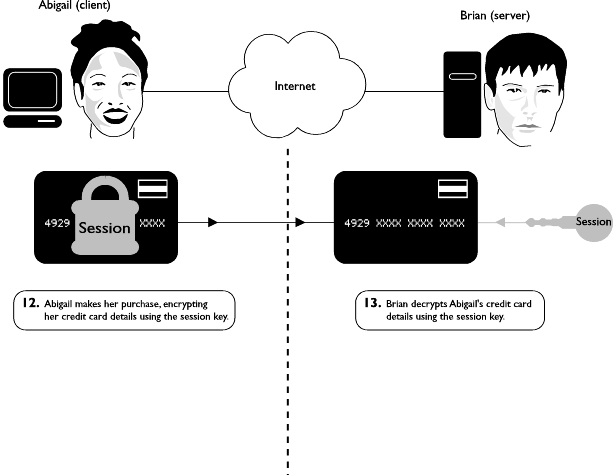 Abigail (client)
Brian (server)
Internet
4929
Session
XXXX
4929 XXXX XXXX XXXX
Session
12. Abigail makes her purchase, encrypting
her credit card details using the session key.
13. Brian decrypts Abigail's credit card
details using the session key.